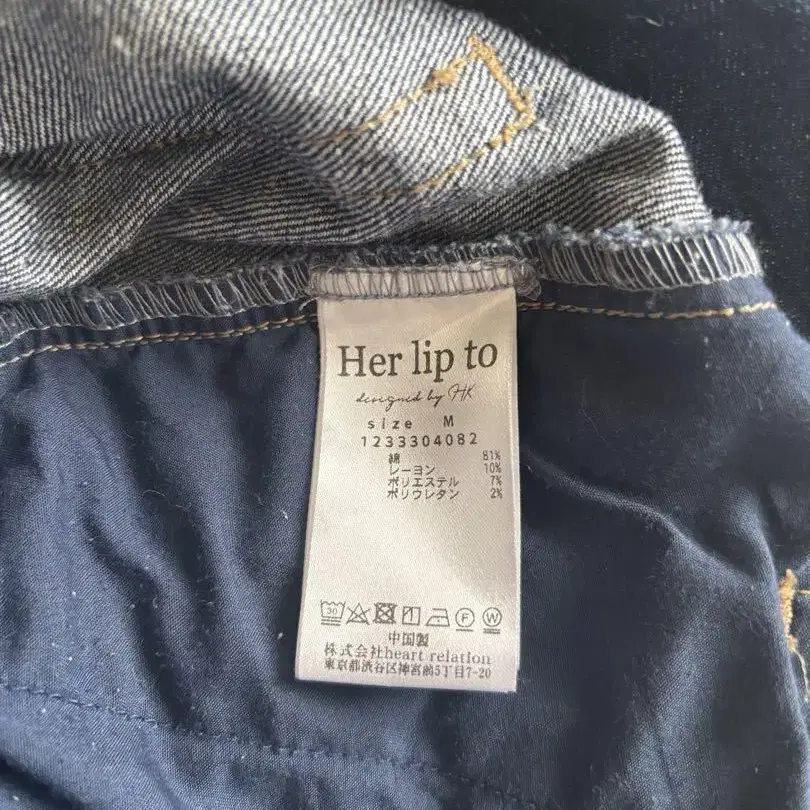 Her lip to
designed by HK
size M
1233304082
綿 81%
レーヨン 10%
ポリエステル 7%
ポリウレタン 2%
30 F W
中国製
株式会社heart relation
東京都渋谷区神宮前5丁目7-20